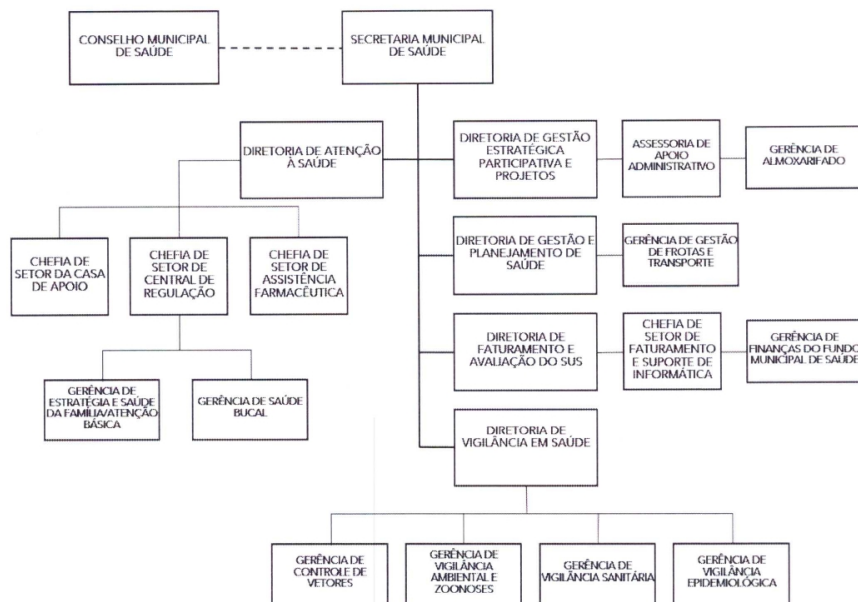 CONSELHO MUNICIPAL
DE SAÚDE
SECRETARIA MUNICIPAL
DE SAÚDE
DIRETORIA DE ATENÇÃO
À SAÚDE
DIRETORIA DE GESTÃO
ESTRATÉGICA
PARTICIPATIVA E
PROJETOS
ASSESSORIA DE
APOIO
ADMINISTRATIVO
GERÊNCIA DE
ALMOXARIFADO
CHEFIA DE
SETOR DA CASA
DE APOIO
CHEFIA DE
SETOR DE
CENTRAL DE
REGULAÇÃO
CHEFIA DE
SETOR DE
ASSISTÊNCIA
FARMACÊUTICA
DIRETORIA DE GESTÃO E
PLANEJAMENTO DE
SAÚDE
GERÊNCIA DE GESTÃO
DE FROTAS E
TRANSPORTE
DIRETORIA DE
FATURAMENTO E
AVALIAÇÃO DO SUS
CHEFIA DE
SETOR DE
FATURAMENTO
E SUPORTE DE
INFORMÁTICA
GERÊNCIA DE
FINANÇAS DO FUNDO
MUNICIPAL DE SAÚDE
GERÊNCIA DE
ESTRATÉGIA E SAÚDE
DA FAMÍLIA/ATENÇÃO
BÁSICA
GERÊNCIA DE SAÚDE
BUCAL
DIRETORIA DE
VIGILÂNCIA EM SAÚDE
GERÊNCIA DE
CONTROLE DE
VETORES
GERÊNCIA DE
VIGILÂNCIA
AMBIENTAL E
ZOONOSES
GERÊNCIA DE
VIGILÂNCIA SANITÁRIA
GERÊNCIA DE
VIGILÂNCIA
EPIDEMIOLÓGICA